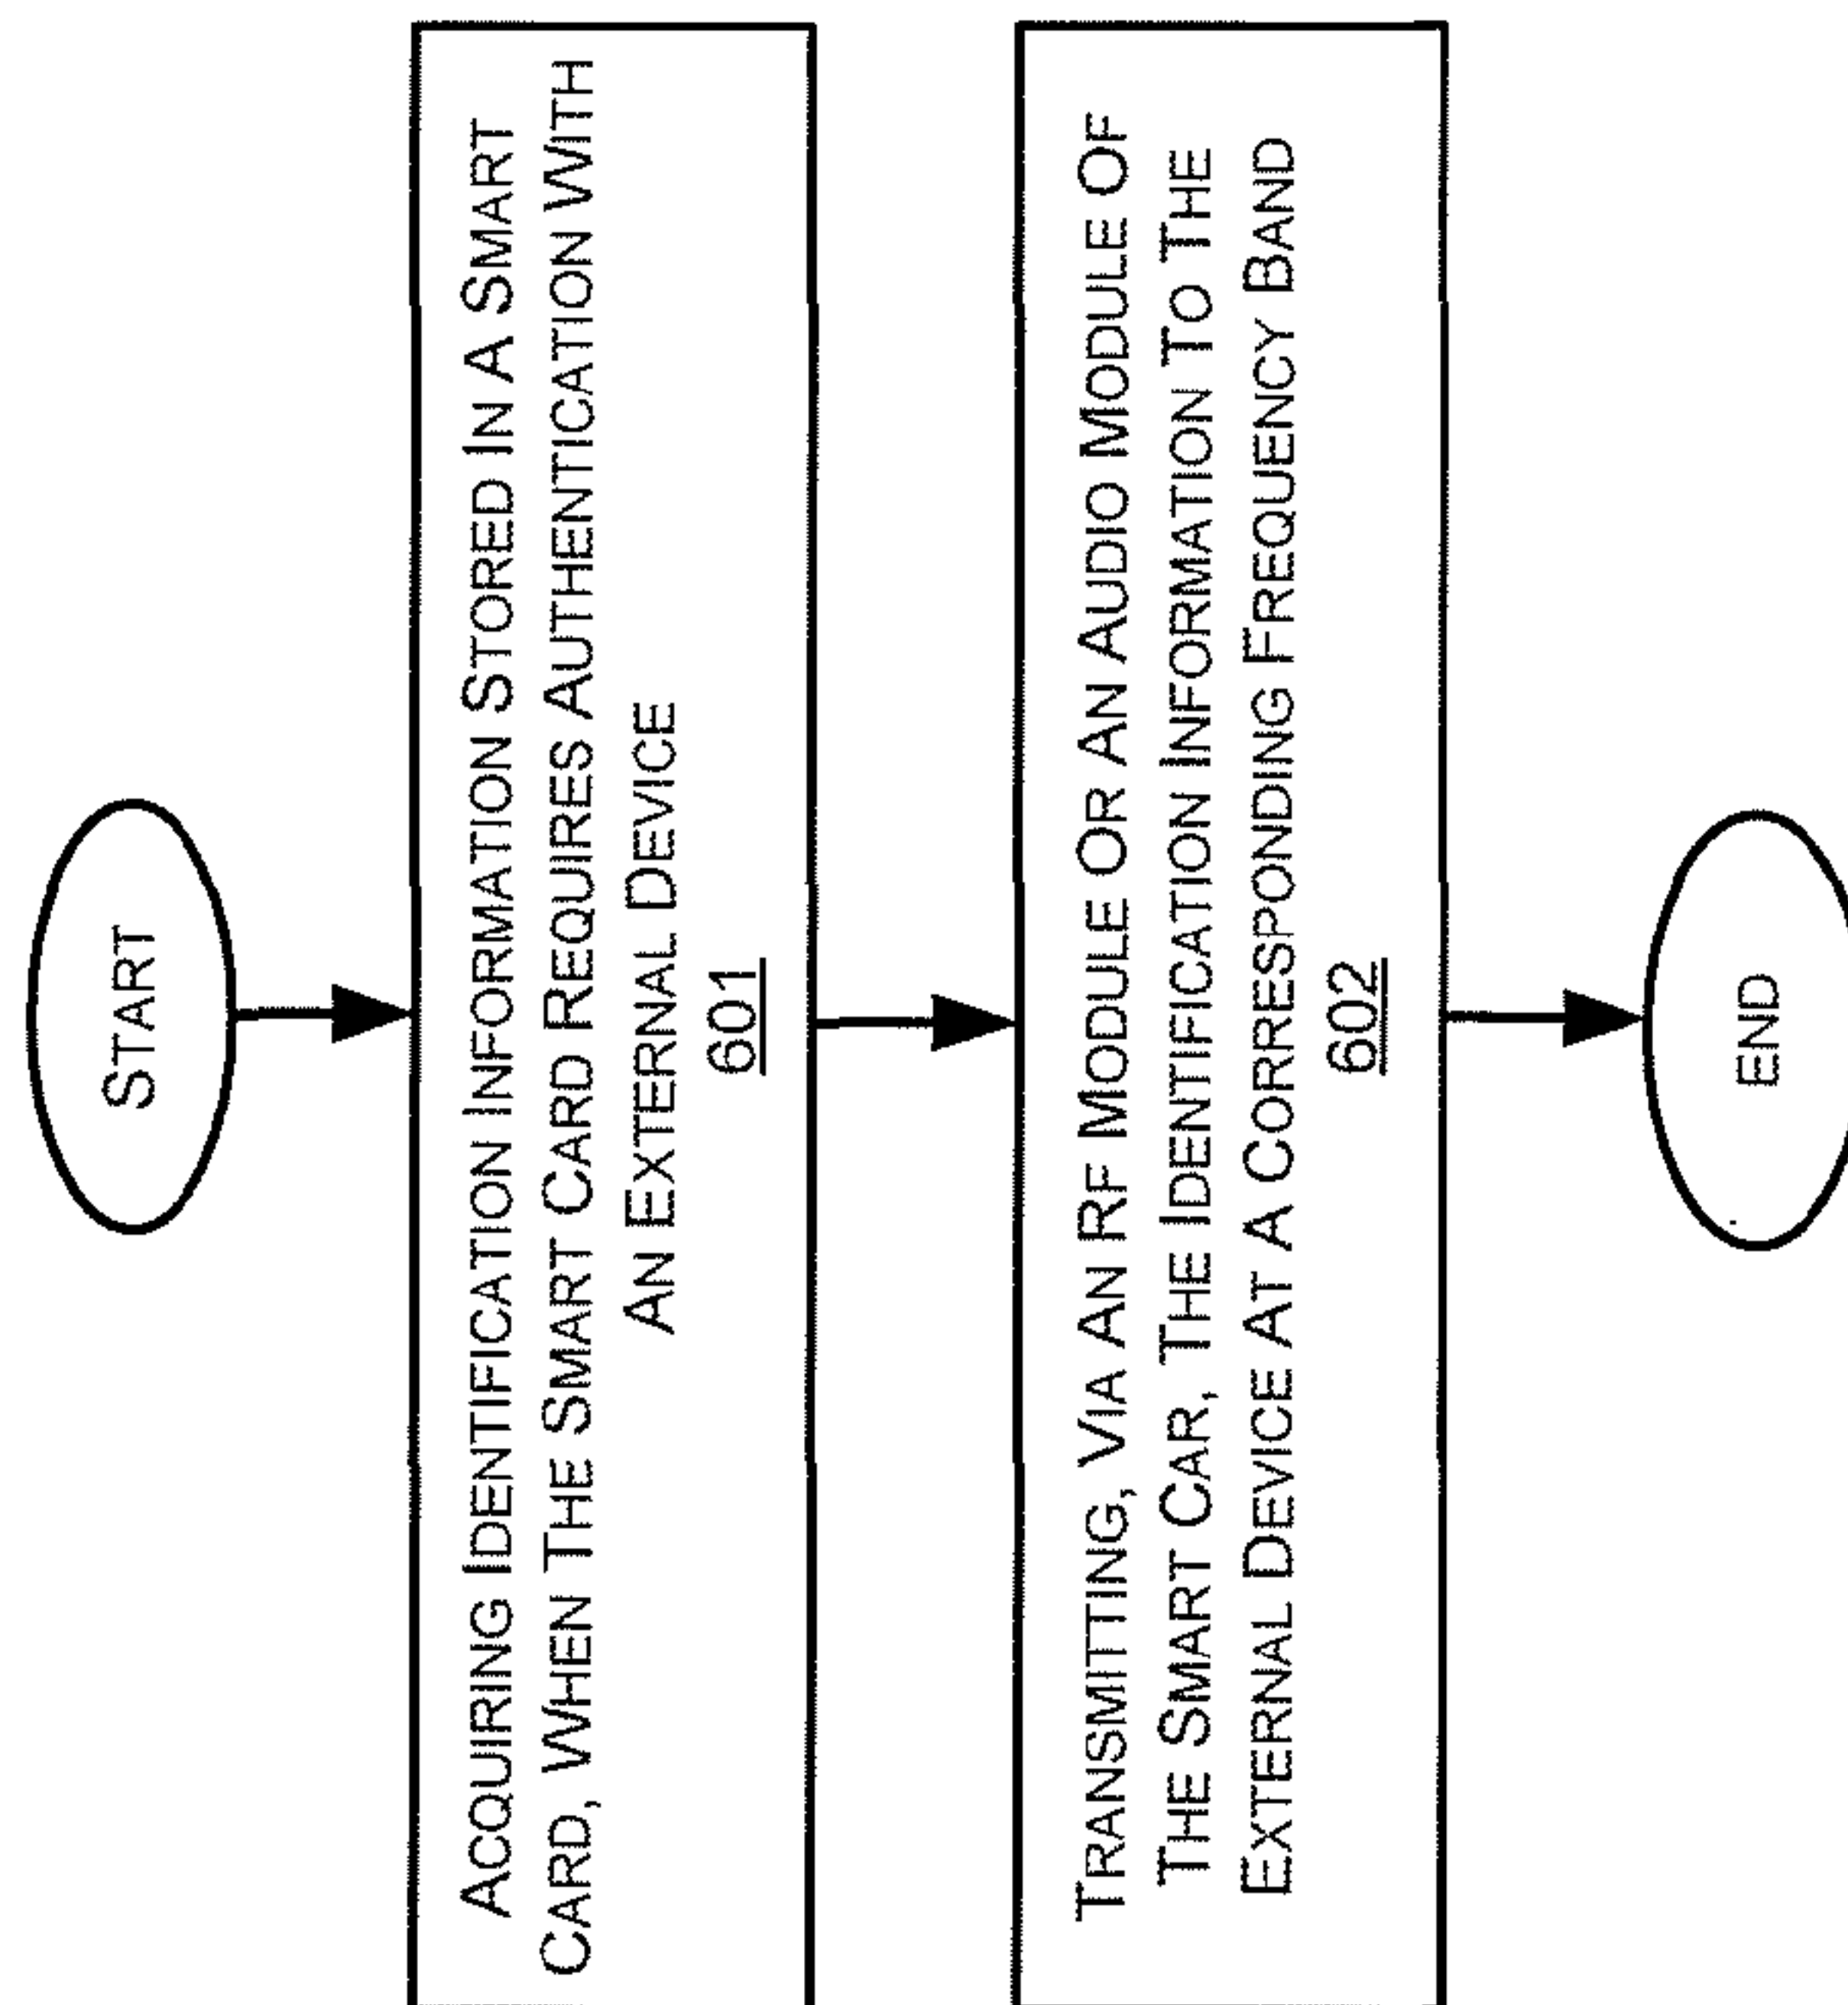 START
ACQUIRING IDENTIFICATION INFORMATION STORED IN A SMART
CARD, WHEN THE SMART CARD REQUIRES AUTHENTICATION WITH
AN EXTERNAL DEVICE
601
TRANSMITTING, VIA AN RF MODULE OR AN AUDIO MODULE OF
THE SMART CAR, THE IDENTIFICATION INFORMATION TO THE
EXTERNAL DEVICE AT A CORRESPONDING FREQUENCY BAND
602
END